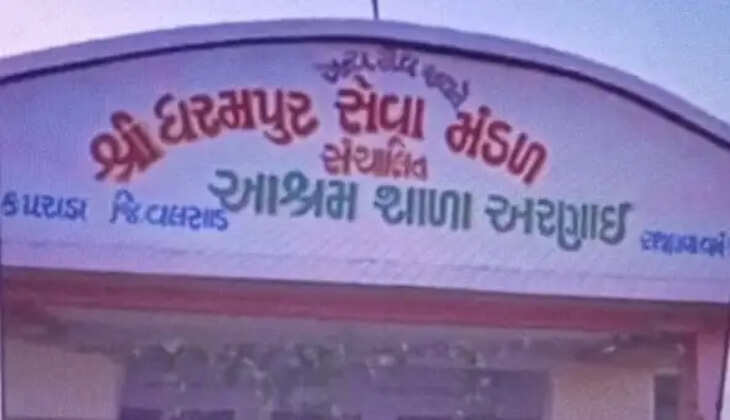 શ્રી ધરમપુર સેવા મંડળ
સંચાલિત
આશ્રમ શાળા અરણાઈ
કપરાડા જિ.વલસાડ